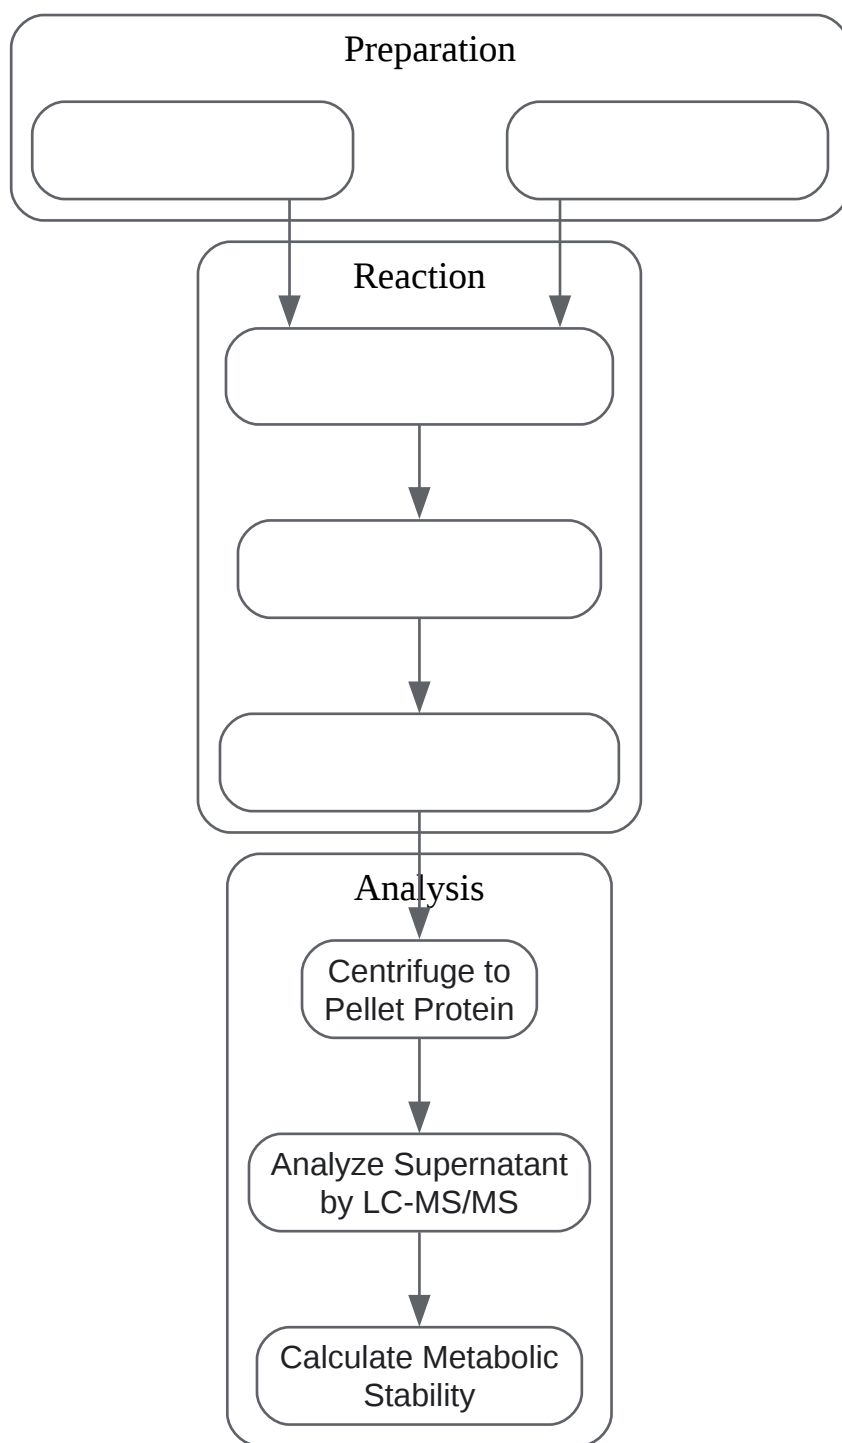 Preparation
Reaction
Analysis
Centrifuge to
Pellet Protein
Analyze Supernatant
by LC-MS/MS
Calculate Metabolic
Stability